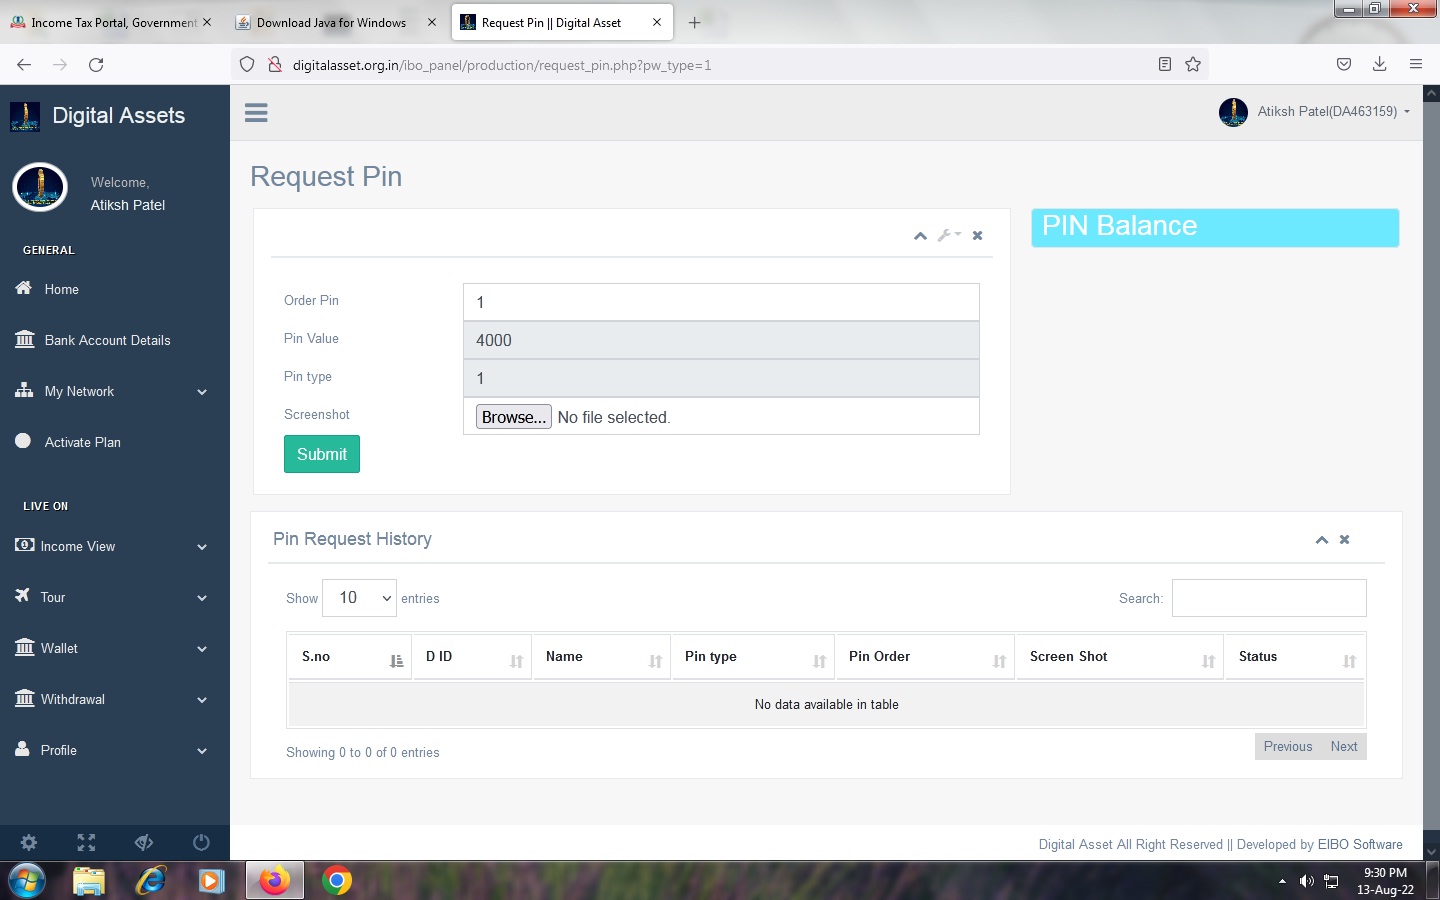 Income Tax Portal, Government
Download Java for Windows
Request Pin || Digital Asset
digitalasset.org.in/ibo_panel/production/request_pin.php?pw_type=1
Digital Assets
Atiksh Patel(DA463159)
Welcome,
Atiksh Patel
GENERAL
Home
Bank Account Details
My Network
Activate Plan
LIVE ON
Income View
Tour
Wallet
Withdrawal
Profile
Request Pin
PIN Balance
Order Pin 1
Pin Value 4000
Pin type 1
Screenshot Browse... No file selected.
Submit
Pin Request History
Show 10 entries Search:
S.no D ID Name Pin type Pin Order Screen Shot Status
No data available in table
Showing 0 to 0 of 0 entries Previous Next
Digital Asset All Right Reserved || Developed by EIBO Software
9:30 PM
13-Aug-22